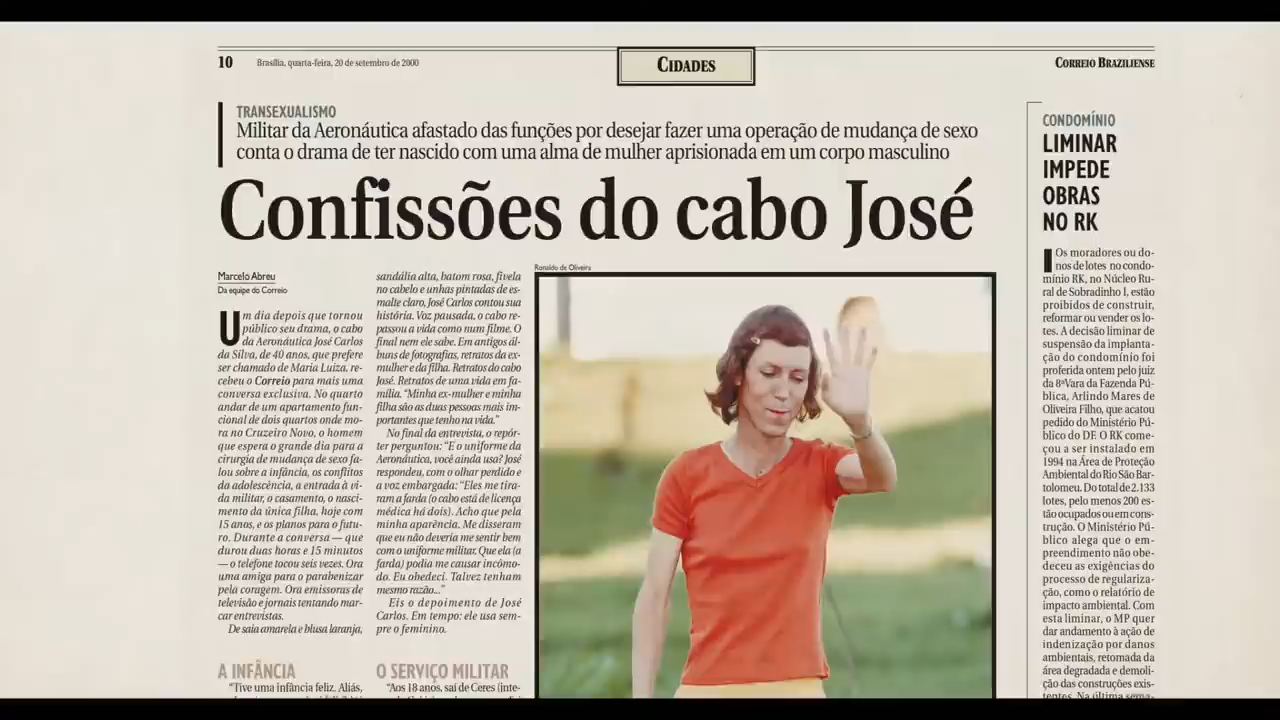 10
Brasília, quarta-feira, 20 de setembro de 2000
CIDADES
CORREIO BRAZILIENSE
TRANSEXUALISMO
Militar da Aeronáutica afastado das funções por desejar fazer uma operação de mudança de sexo
conta o drama de ter nascido com uma alma de mulher aprisionada em um corpo masculino
Confissões do cabo José
Marcelo Abreu
Da equipe do Correio
Um dia depois que tornou
público seu drama, o cabo
da Aeronáutica José Carlos
da Silva, de 40 anos, que prefere
ser chamado de Maria Luiza, re-
cebeu o Correio para mais uma
conversa exclusiva. No quarto
andar de um apartamento fun-
cional de dois quartos onde mo-
ra no Cruzeiro Novo, o homem
que espera o grande dia para a
cirurgia de mudança de sexo fa-
lou sobre a infância, os conflitos
da adolescência, a entrada à vi-
da militar, o casamento, o nasci-
mento da única filha, hoje com
15 anos, e os planos para o futu-
ro. Durante a conversa — que
durou duas horas e 15 minutos
— o telefone tocou seis vezes. Ora
uma amiga para o parabenizar
pela coragem. Ora emissoras de
televisão e jornais tentando mar-
car entrevistas.
De saia amarela e blusa laranja,
sandália alta, batom rosa, fivela
no cabelo e unhas pintadas de es-
malte claro, José Carlos contou sua
história. Voz pausada, o cabo re-
passou a vida como num filme. O
final nem ele sabe. Em antigos ál-
buns de fotografias, retratos da ex-
mulher e da filha. Retratos do cabo
José. Retratos de uma vida em fa-
mília. “Minha ex-mulher e minha
filha são as duas pessoas mais im-
portantes que tenho na vida.”
No final da entrevista, o repór-
ter perguntou: “E o uniforme da
Aeronáutica, você ainda usa? José
respondeu, com o olhar perdido e
a voz embargada: “Eles me tira-
ram a farda (o cabo está de licença
médica há dois). Acho que pela
minha aparência. Me disseram
que eu não deveria me sentir bem
com o uniforme militar. Que ela (a
farda) podia me causar incômo-
do. Eu obedeci. Talvez tenham
mesmo razão...”
Eis o depoimento de José
Carlos. Em tempo: ele usa sem-
pre o feminino.
A INFÂNCIA
“Tive uma infância feliz. Aliás,
O SERVIÇO MILITAR
“Aos 18 anos, saí de Ceres (inte-
Ronaldo de Oliveira
CONDOMÍNIO
LIMINAR
IMPEDE
OBRAS
NO RK
Os moradores ou do-
nos de lotes no condo-
mínio RK, no Núcleo Ru-
ral de Sobradinho I, estão
proibidos de construir,
reformar ou vender os lo-
tes. A decisão liminar de
suspensão da implanta-
ção do condomínio foi
proferida ontem pelo juiz
da 8ª Vara da Fazenda Pú-
blica, Arlindo Mares de
Oliveira Filho, que acatou
pedido do Ministério Pú-
blico do DF. O RK come-
çou a ser instalado em
1994 na Área de Proteção
Ambiental do Rio São Bar-
tolomeu. Do total de 2.133
lotes, pelo menos 200 es-
tão ocupados ou em cons-
trução. O Ministério Pú-
blico alega que o em-
preendimento não obe-
deceu as exigências do
processo de regulariza-
ção, como o relatório de
impacto ambiental. Com
esta liminar, o MP quer
dar andamento à ação de
indenização por danos
ambientais, retomada da
área degradada e demoli-
ção das construções exis-
tentes. Na última sema-